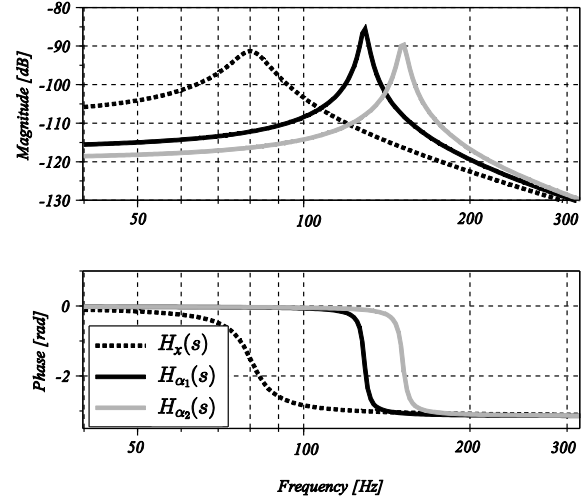 -80
-90
-100
-110
-120
-130
Magnitude [dB]
50 100 200 300
0
-2
Phase [rad]
Hx(s)
Hα1(s)
Hα2(s)
50 100 200 300
Frequency [Hz]